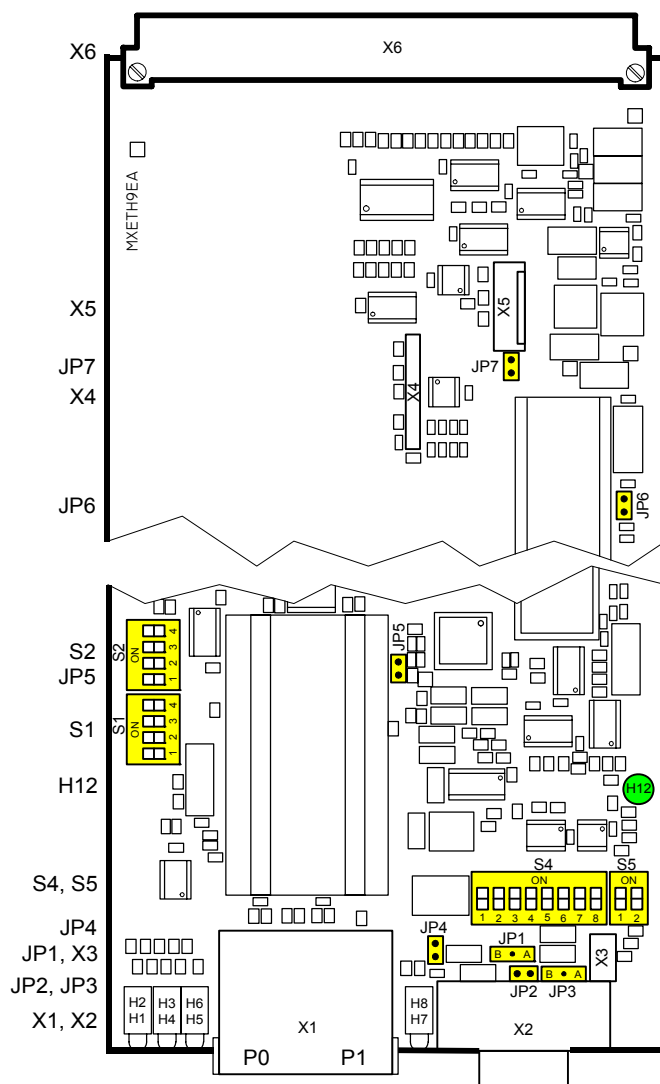 X6
X6
MXETH9EA
X5
X5
JP7
JP7
X4
X4
JP6
JP6
S2
S2
ON
1 2 3 4
JP5
JP5
S1
S1
ON
1 2 3 4
H12
H12
S4, S5
S4
S5
ON
ON
1 2 3 4 5 6 7 8
1 2
JP4
JP4
JP1, X3
JP1
B A
X3
JP2, JP3
JP2
B A
JP3
X1, X2
H2
H1
H3
H4
H6
H5
X1
P0 P1
H8
H7
X2